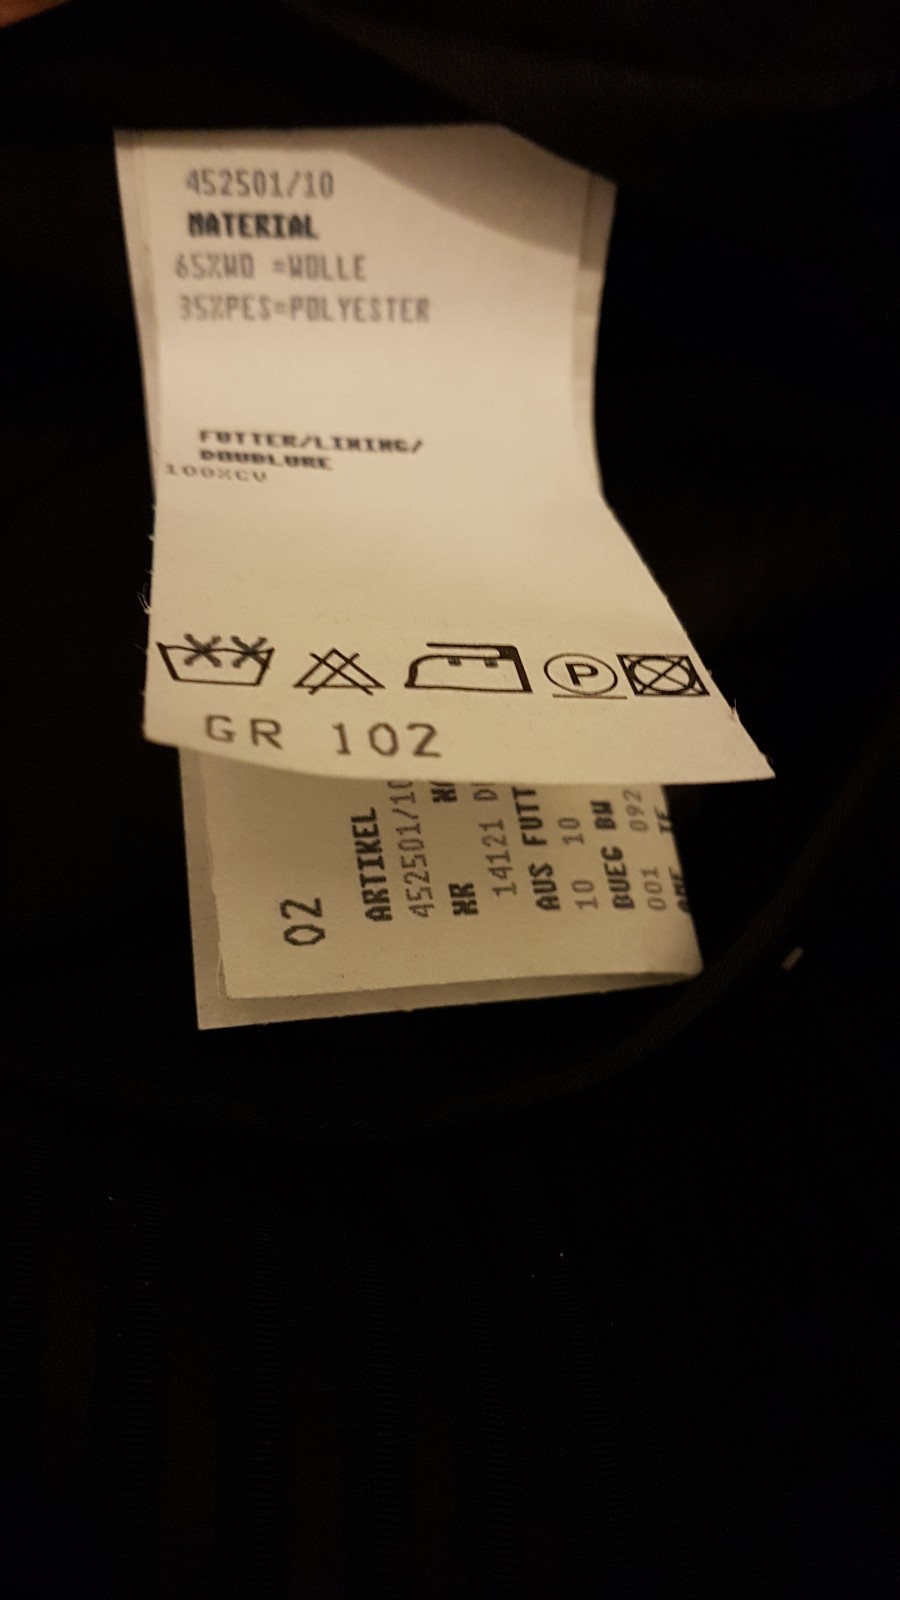 452501/10
MATERIAL
65%WO =WOLLE
35%PES=POLYESTER
FUTTER/LINING/
DOUBLURE
100%CV
P
GR 102
02
ARTIKEL
452501/10
NR
14121
AUS FUTT
10 10
BUEG BW
001 092